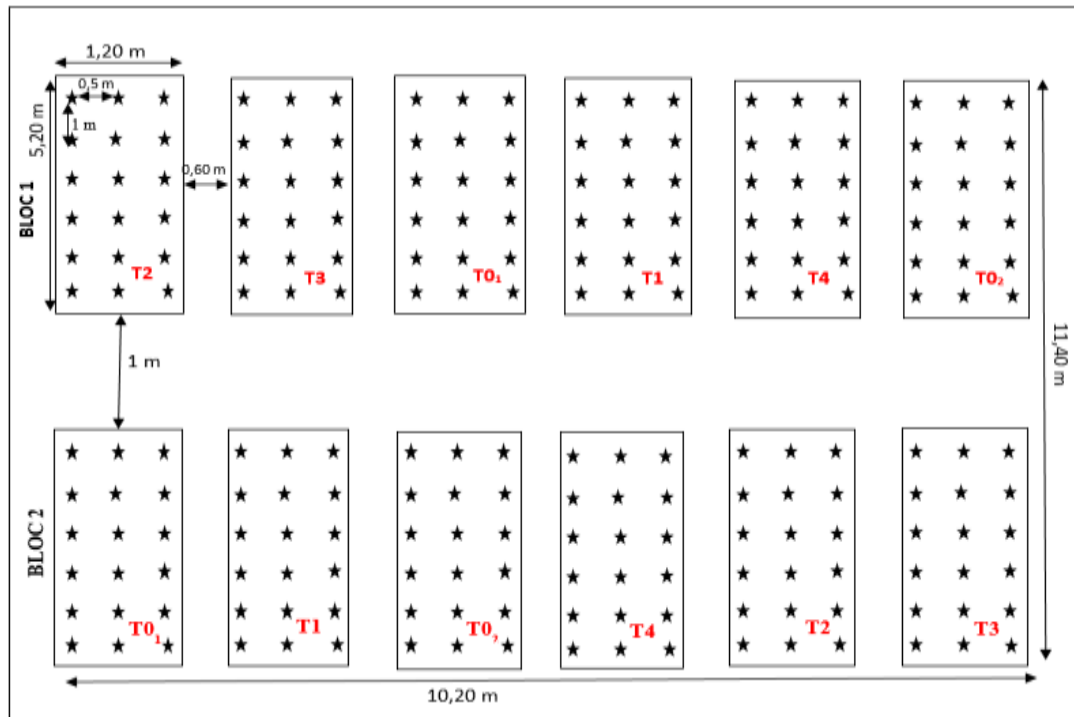 1,20 m
0,5 m
1 m
5,20 m
0,60 m
BLOC 1
T2
T3
T0₁
T1
T4
T0₂
1 m
11,40 m
BLOC 2
T0₁
T1
T0₂
T4
T2
T3
10,20 m